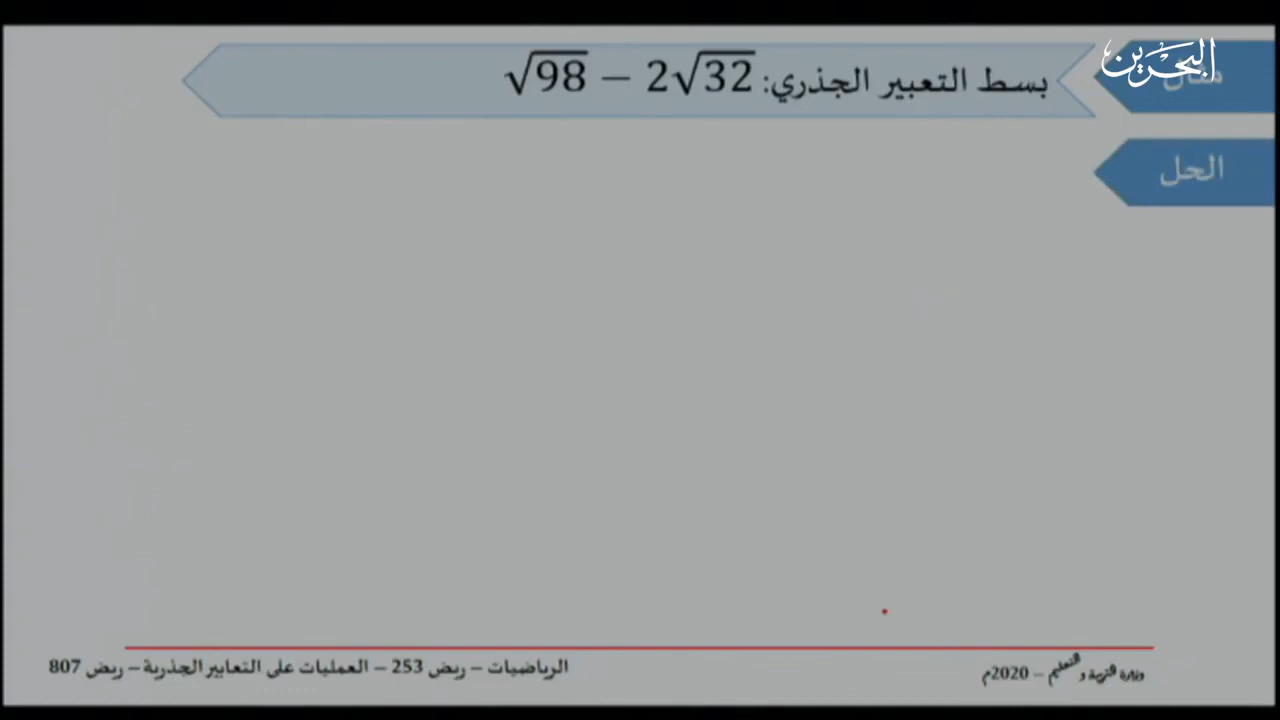 البحرين
مثال
بسط التعبير الجذري: √98 − 2√32
الحل
وزارة التربية و التعليم – 2020م
الرياضيات – ريض 253 – العمليات على التعابير الجذرية – ريض 807